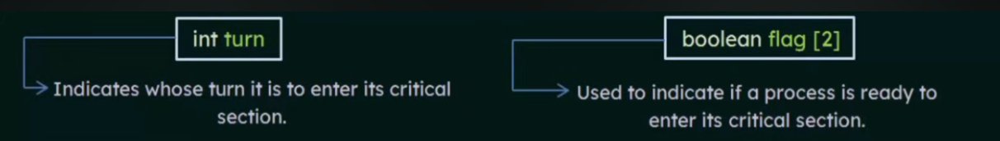 int turn
Indicates whose turn it is to enter its critical
section.
boolean flag [2]
Used to indicate if a process is ready to
enter its critical section.